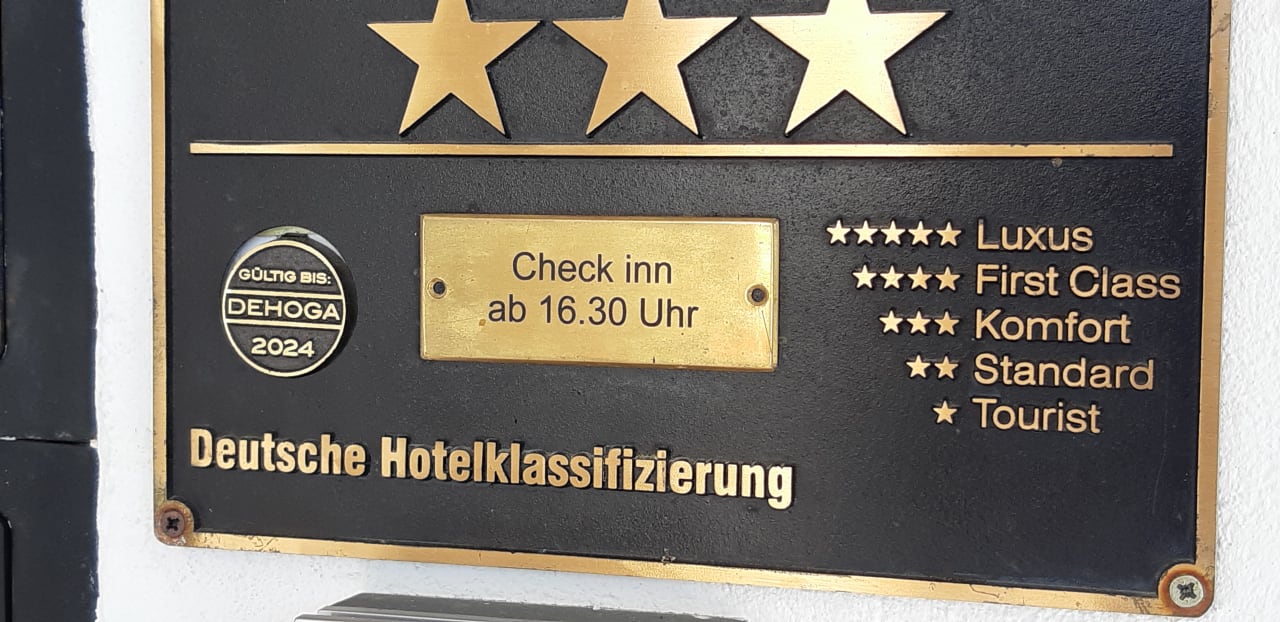 GÜLTIG BIS:
DEHOGA
2024
Check inn
ab 16.30 Uhr
★★★★★ Luxus
★★★★ First Class
★★★ Komfort
★★ Standard
★ Tourist
Deutsche Hotelklassifizierung